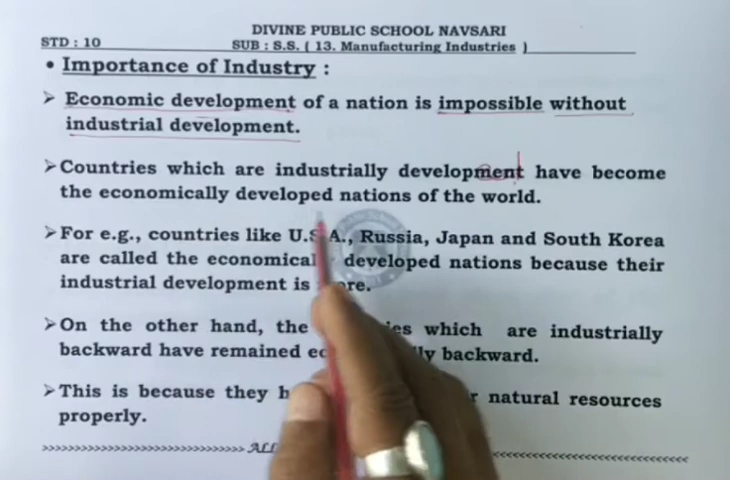 DIVINE PUBLIC SCHOOL NAVSARI
STD : 10 SUB : S.S. ( 13. Manufacturing Industries )
• Importance of Industry :
➢ Economic development of a nation is impossible without
industrial development.
➢ Countries which are industrially development have become
the economically developed nations of the world.
➢ For e.g., countries like U.S.A., Russia, Japan and South Korea
are called the economical developed nations because their
industrial development is
➢ On the other hand, the which are industrially
backward have remained backward.
➢ This is because they natural resources
properly.